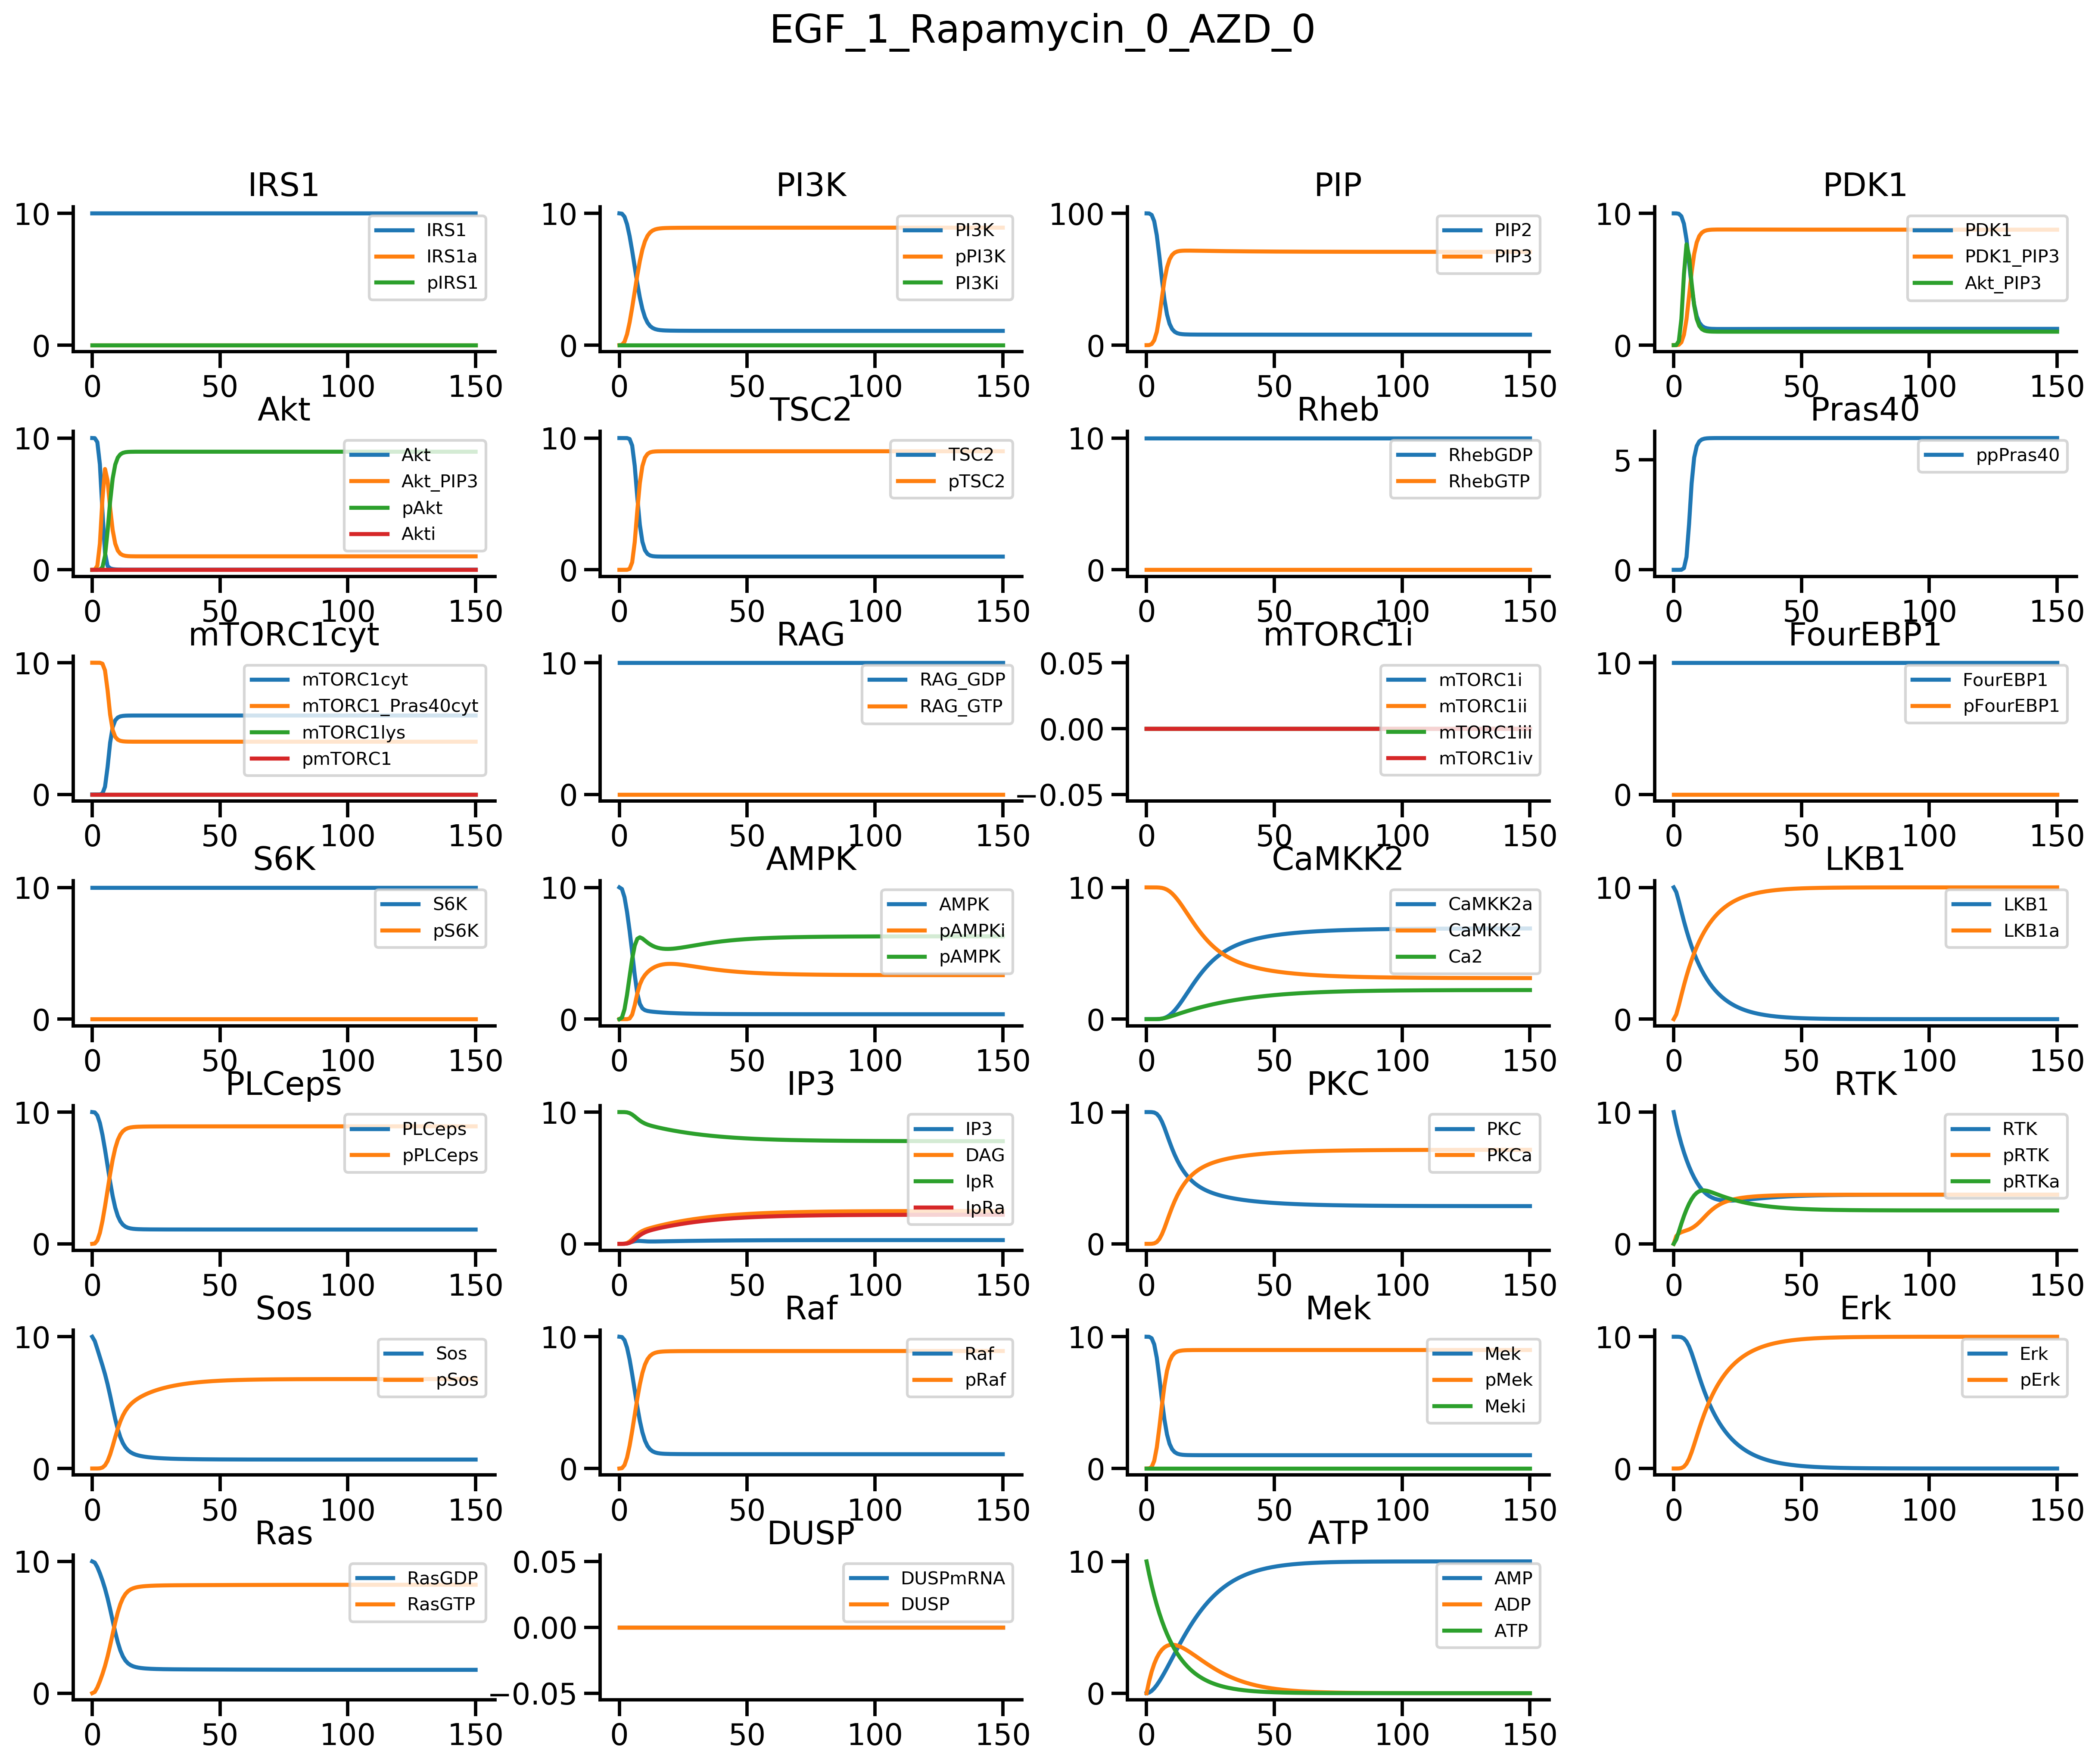 EGF_1_Rapamycin_0_AZD_0
IRS1
10
0
0
50
100
150
IRS1
IRS1a
pIRS1
PI3K
10
0
0
50
100
150
PI3K
pPI3K
PI3Ki
PIP
100
0
0
50
100
150
PIP2
PIP3
PDK1
10
0
0
50
100
150
PDK1
PDK1_PIP3
Akt_PIP3
Akt
10
0
0
50
100
150
Akt
Akt_PIP3
pAkt
Akti
TSC2
10
0
0
50
100
150
TSC2
pTSC2
Rheb
10
0
0
50
100
150
RhebGDP
RhebGTP
Pras40
5
0
0
50
100
150
ppPras40
mTORC1cyt
10
0
0
50
100
150
mTORC1cyt
mTORC1_Pras40cyt
mTORC1lys
pmTORC1
RAG
10
0
0
50
100
150
RAG_GDP
RAG_GTP
mTORC1i
0.05
0.00
−0.05
0
50
100
150
mTORC1i
mTORC1ii
mTORC1iii
mTORC1iv
FourEBP1
10
0
0
50
100
150
FourEBP1
pFourEBP1
S6K
10
0
0
50
100
150
S6K
pS6K
AMPK
10
0
0
50
100
150
AMPK
pAMPKi
pAMPK
CaMKK2
10
0
0
50
100
150
CaMKK2a
CaMKK2
Ca2
LKB1
10
0
0
50
100
150
LKB1
LKB1a
PLCeps
10
0
0
50
100
150
PLCeps
pPLCeps
IP3
10
0
0
50
100
150
IP3
DAG
IpR
IpRa
PKC
10
0
0
50
100
150
PKC
PKCa
RTK
10
0
0
50
100
150
RTK
pRTK
pRTKa
Sos
10
0
0
50
100
150
Sos
pSos
Raf
10
0
0
50
100
150
Raf
pRaf
Mek
10
0
0
50
100
150
Mek
pMek
Meki
Erk
10
0
0
50
100
150
Erk
pErk
Ras
10
0
0
50
100
150
RasGDP
RasGTP
DUSP
0.05
0.00
−0.05
0
50
100
150
DUSPmRNA
DUSP
ATP
10
0
0
50
100
150
AMP
ADP
ATP